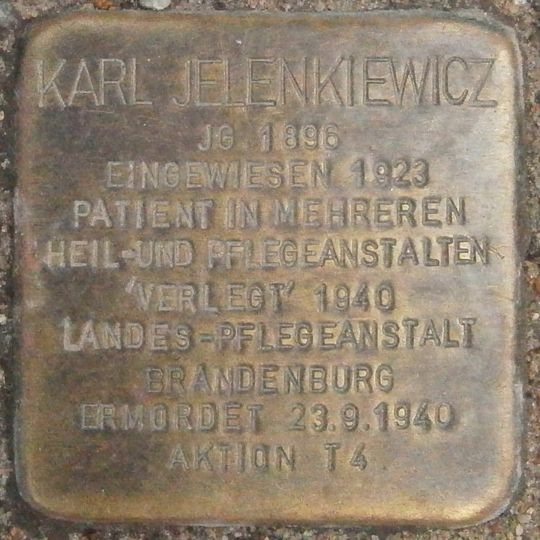 KARL JELENKIEWICZ
JG 1896
EINGEWIESEN 1923
PATIENT IN MEHREREN
HEIL-UND PFLEGEANSTALTEN
'VERLEGT' 1940
LANDES-PFLEGEANSTALT
BRANDENBURG
ERMORDET 23.9.1940
AKTION T4